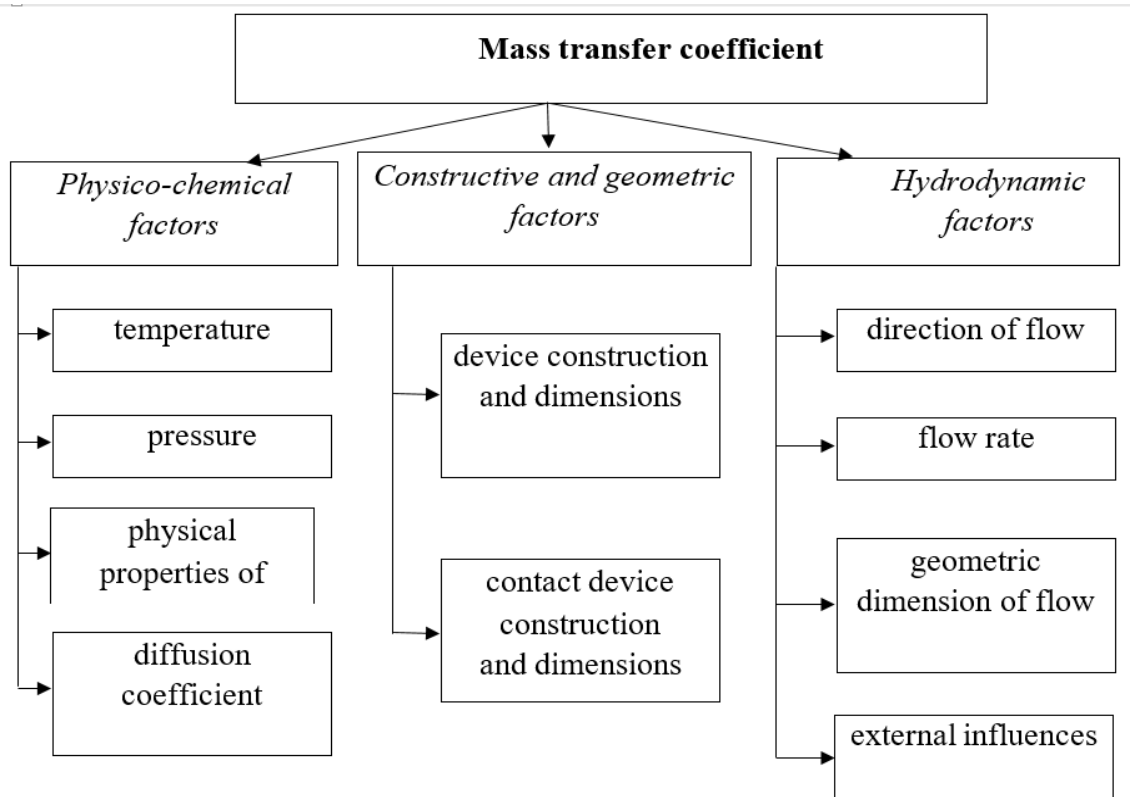 Mass transfer coefficient
Physico-chemical
factors
temperature
pressure
physical
properties of
diffusion
coefficient
Constructive and geometric
factors
device construction
and dimensions
contact device
construction
and dimensions
Hydrodynamic
factors
direction of flow
flow rate
geometric
dimension of flow
external influences